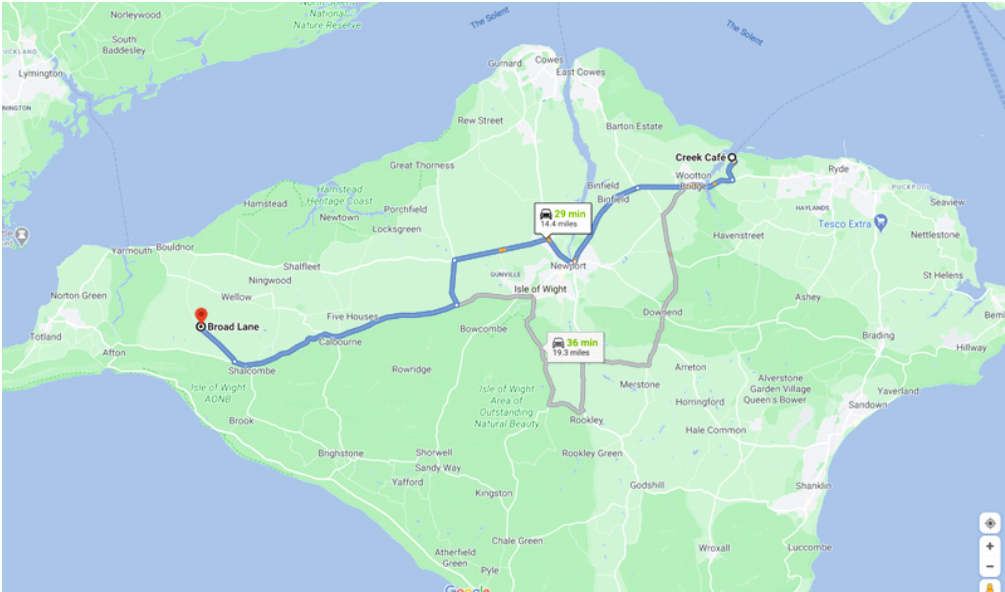 Norleywood
National
Nature Reserve
The Solent
The Solent
South
Baddesley
Lymington
Gurnard
Cowes
East Cowes
Rew Street
Barton Estate
Great Thorness
Creek Café
Wootton
Bridge
Ryde
Binfield
Binfield
HAYLANDS
Seaview
Hamstead
Heritage Coast
Hamstead
Newtown
Porchfield
Locksgreen
29 min
14.4 miles
Tesco Extra
Havenstreet
Nettlestone
Yarmouth
Bouldnor
Shalfleet
Newport
GUNVILLE
Isle of Wight
St Helens
Ningwood
Wellow
Norton Green
Ashey
Five Houses
Broad Lane
Downend
Bowcombe
Brading
Totland
Afton
Calbourne
36 min
19.3 miles
Hillway
Shalcombe
Rowridge
Arreton
Merstone
Alverstone
Garden Village
Queen's Bower
Yaverland
Isle of Wight
AONB
Isle of Wight
Area of
Outstanding
Natural Beauty
Horringford
Sandown
Brook
Rookley
Hale Common
Brighstone
Shorwell
Sandy Way
Rookley Green
Yafford
Kingston
Godshill
Shanklin
Chale Green
Wroxall
Luccombe
Atherfield
Green
Pyle
Google